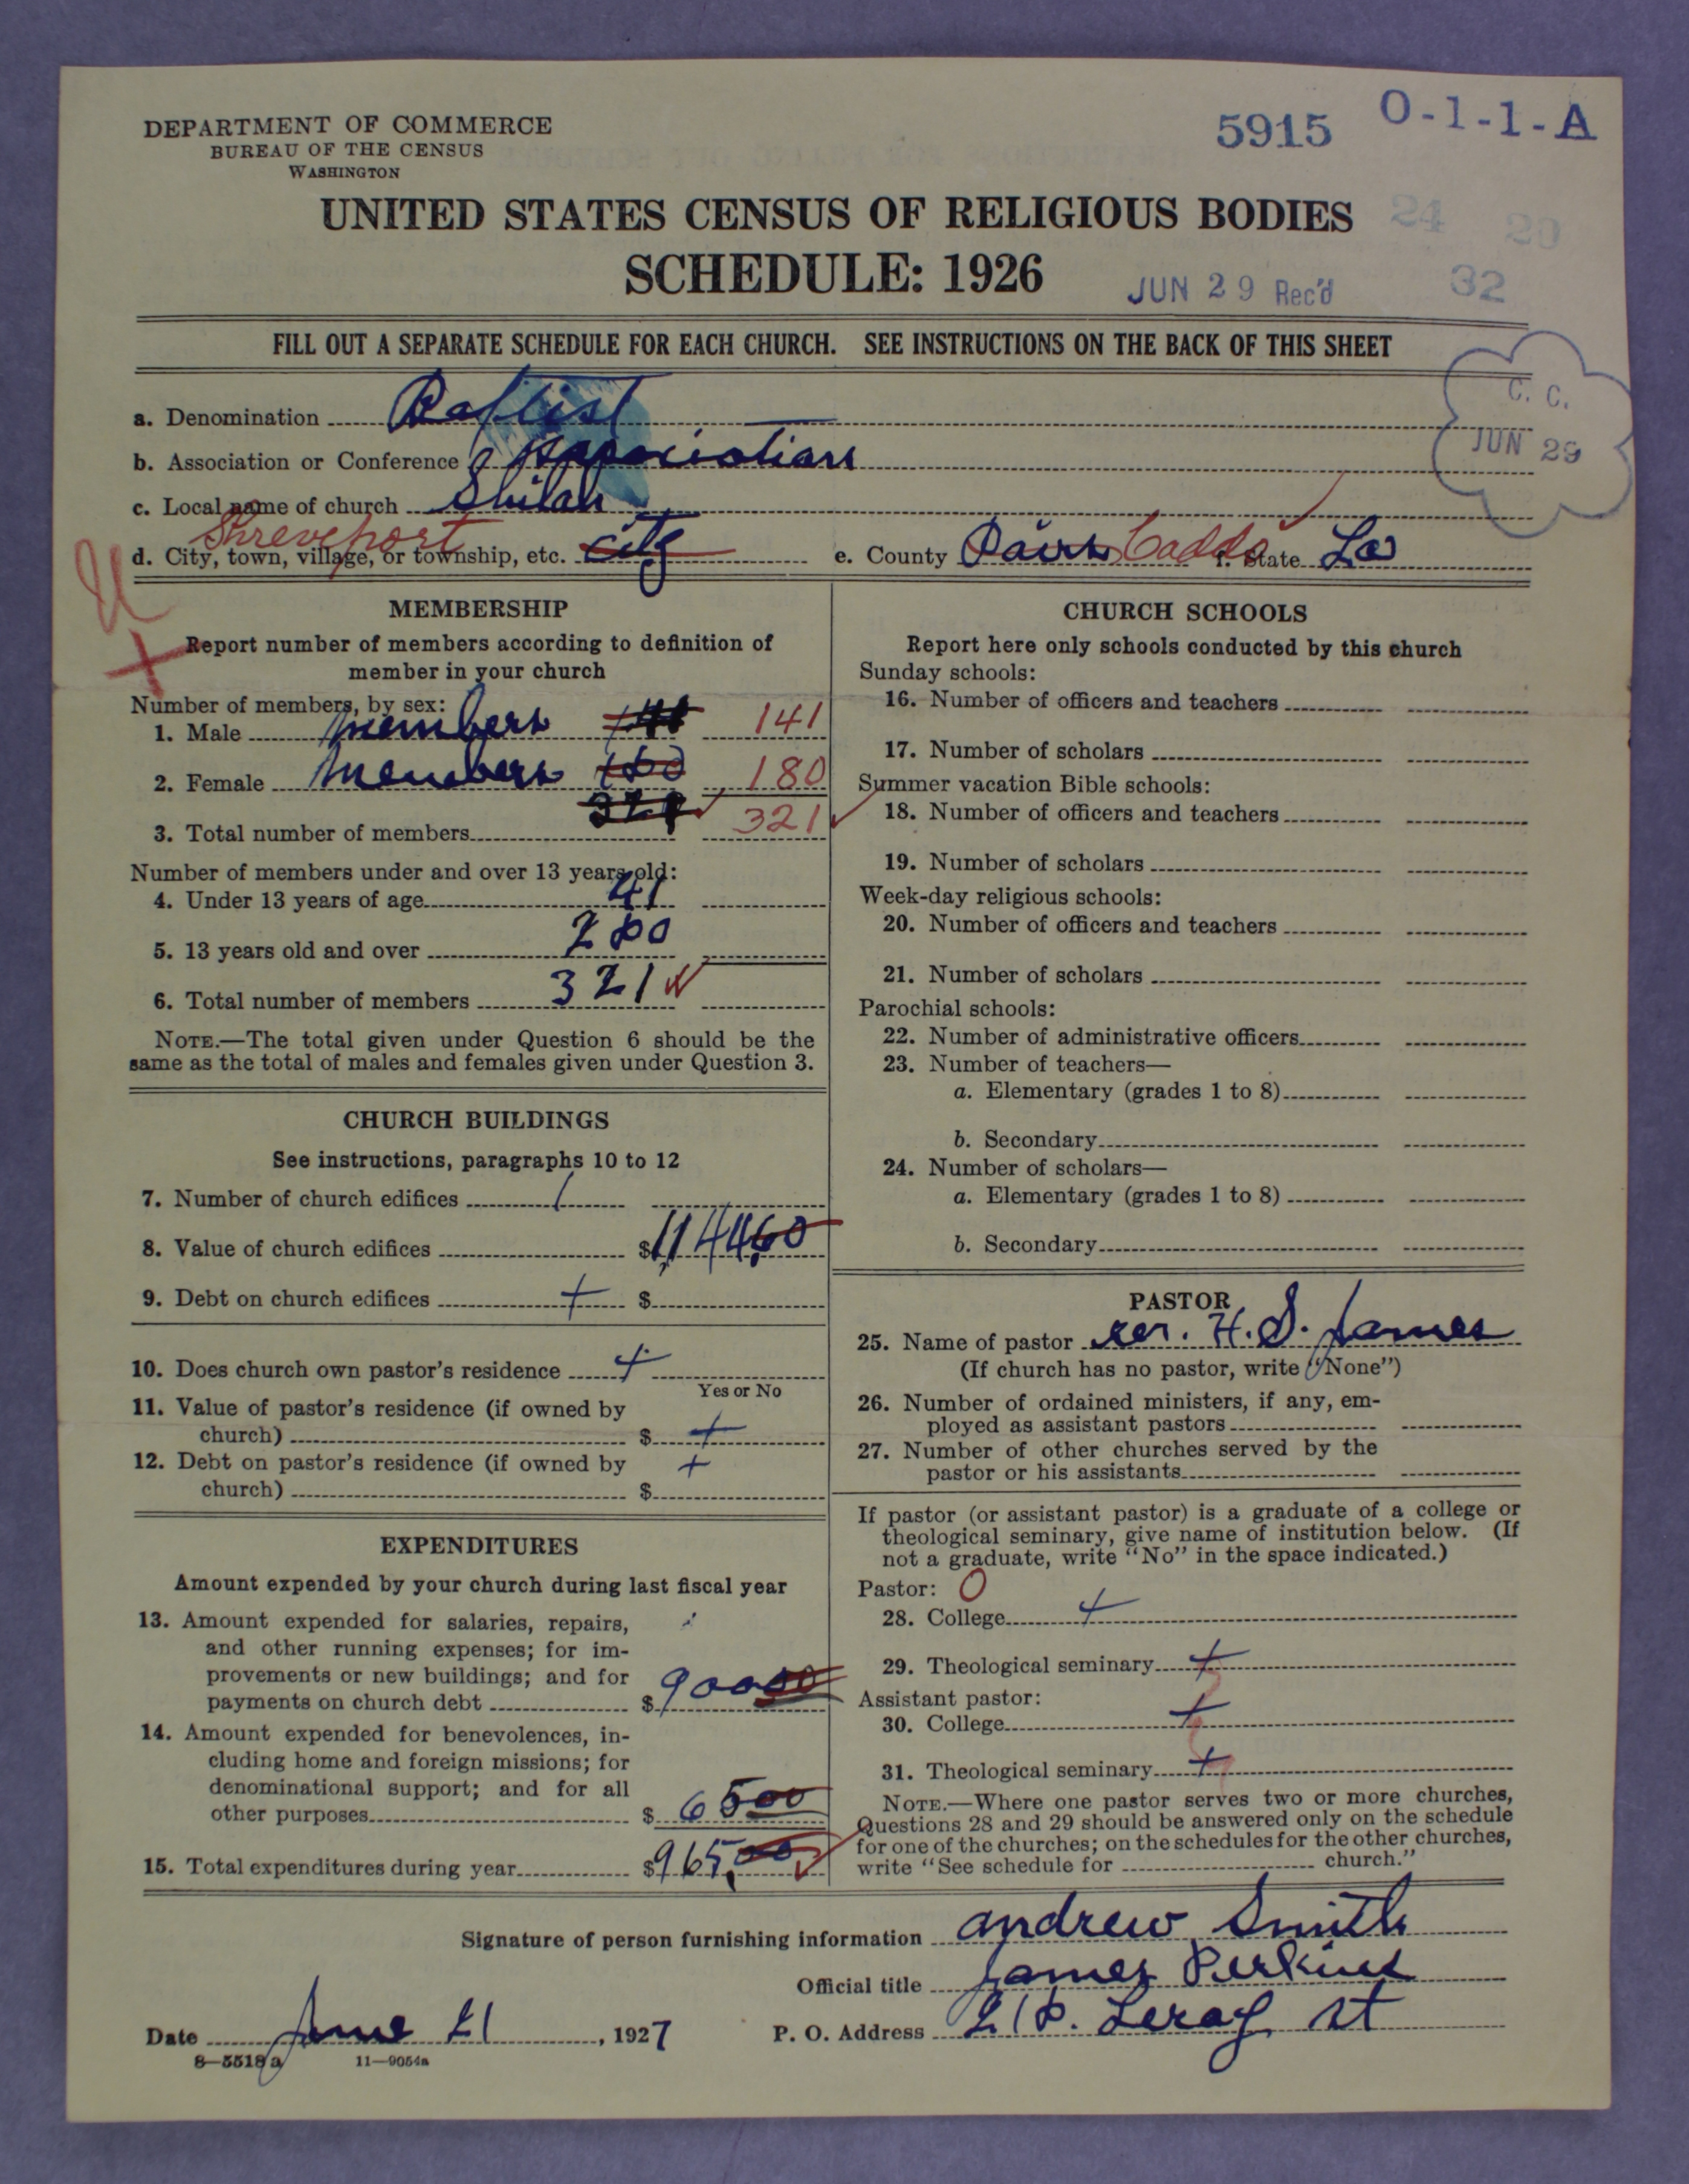 DEPARTMENT OF COMMERCE
BUREAU OF THE CENSUS
WASHINGTON
5915 O-1-1-A
UNITED STATES CENSUS OF RELIGIOUS BODIES
24 20
SCHEDULE: 1926
JUN 29 Rec'd
32
FILL OUT A SEPARATE SCHEDULE FOR EACH CHURCH. SEE INSTRUCTIONS ON THE BACK OF THIS SHEET
C. C.
JUN 29
a. Denomination Baptist
b. Association or Conference Association
c. Local name of church Shilah
Shreveport
d. City, town, village, or township, etc. City e. County Caddo f. State La
MEMBERSHIP
Report number of members according to definition of
member in your church
Number of members, by sex:
1. Male members 141 141
2. Female members 180 180
3. Total number of members 321 321
Number of members under and over 13 years old:
4. Under 13 years of age 41
5. 13 years old and over 280
6. Total number of members 321
NOTE.—The total given under Question 6 should be the
same as the total of males and females given under Question 3.
CHURCH BUILDINGS
See instructions, paragraphs 10 to 12
7. Number of church edifices 1
8. Value of church edifices $114460
9. Debt on church edifices + $
10. Does church own pastor's residence +
Yes or No
11. Value of pastor's residence (if owned by
church) $ +
12. Debt on pastor's residence (if owned by +
church) $
EXPENDITURES
Amount expended by your church during last fiscal year
13. Amount expended for salaries, repairs,
and other running expenses; for im-
provements or new buildings; and for
payments on church debt $ 90000
14. Amount expended for benevolences, in-
cluding home and foreign missions; for
denominational support; and for all
other purposes $ 6500
15. Total expenditures during year $965.00
CHURCH SCHOOLS
Report here only schools conducted by this church
Sunday schools:
16. Number of officers and teachers
17. Number of scholars
Summer vacation Bible schools:
18. Number of officers and teachers
19. Number of scholars
Week-day religious schools:
20. Number of officers and teachers
21. Number of scholars
Parochial schools:
22. Number of administrative officers
23. Number of teachers—
a. Elementary (grades 1 to 8)
b. Secondary
24. Number of scholars—
a. Elementary (grades 1 to 8)
b. Secondary
PASTOR
25. Name of pastor rev. H. S. James
(If church has no pastor, write "None")
26. Number of ordained ministers, if any, em-
ployed as assistant pastors
27. Number of other churches served by the
pastor or his assistants
If pastor (or assistant pastor) is a graduate of a college or
theological seminary, give name of institution below. (If
not a graduate, write "No" in the space indicated.)
Pastor: O
28. College +
29. Theological seminary +
Assistant pastor:
30. College +
31. Theological seminary +
NOTE.—Where one pastor serves two or more churches,
Questions 28 and 29 should be answered only on the schedule
for one of the churches; on the schedules for the other churches,
write "See schedule for church."
Signature of person furnishing information andrew Smith
Official title James Perkins
Date June 21, 1927 P. O. Address 218. Leroy st
8—5518a 11—9054a